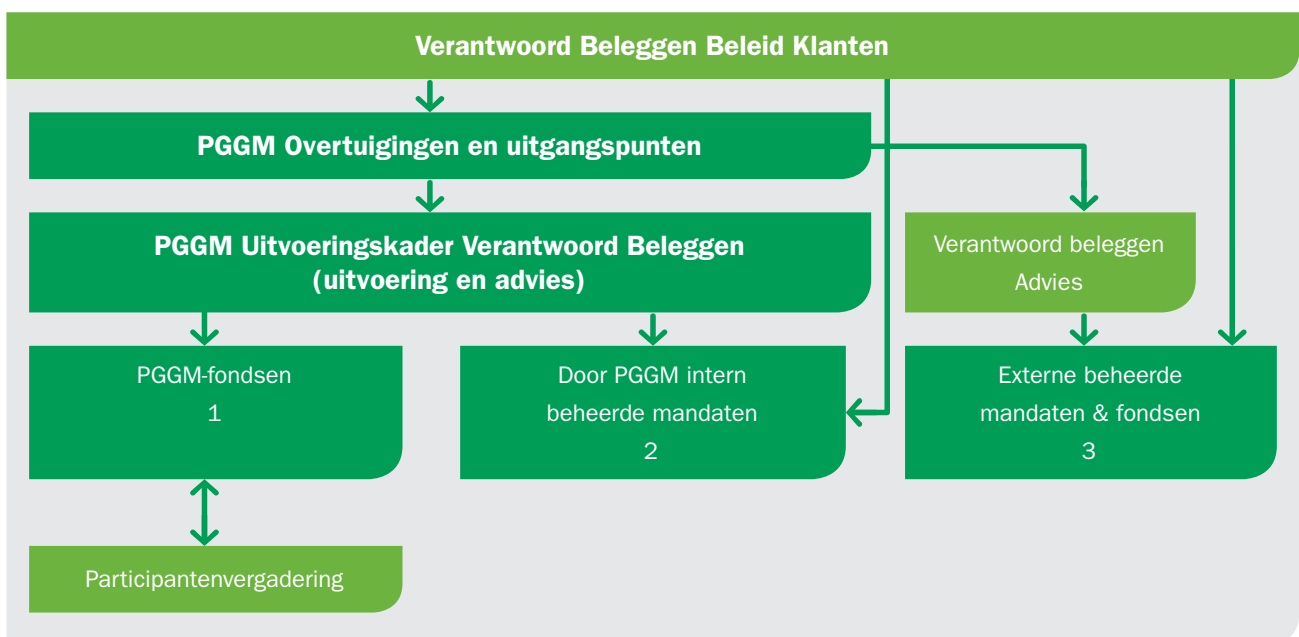 Verantwoord Beleggen Beleid Klanten
PGGM Overtuigingen en uitgangspunten
PGGM Uitvoeringskader Verantwoord Beleggen
(uitvoering en advies)
Verantwoord beleggen
Advies
PGGM-fondsen
1
Door PGGM intern
beheerde mandaten
2
Externe beheerde
mandaten & fondsen
3
Participantenvergadering